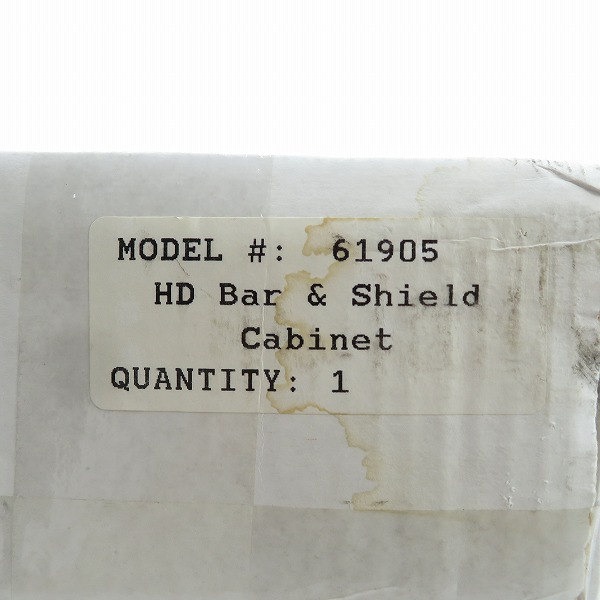 MODEL #: 61905
HD Bar & Shield
Cabinet
QUANTITY: 1